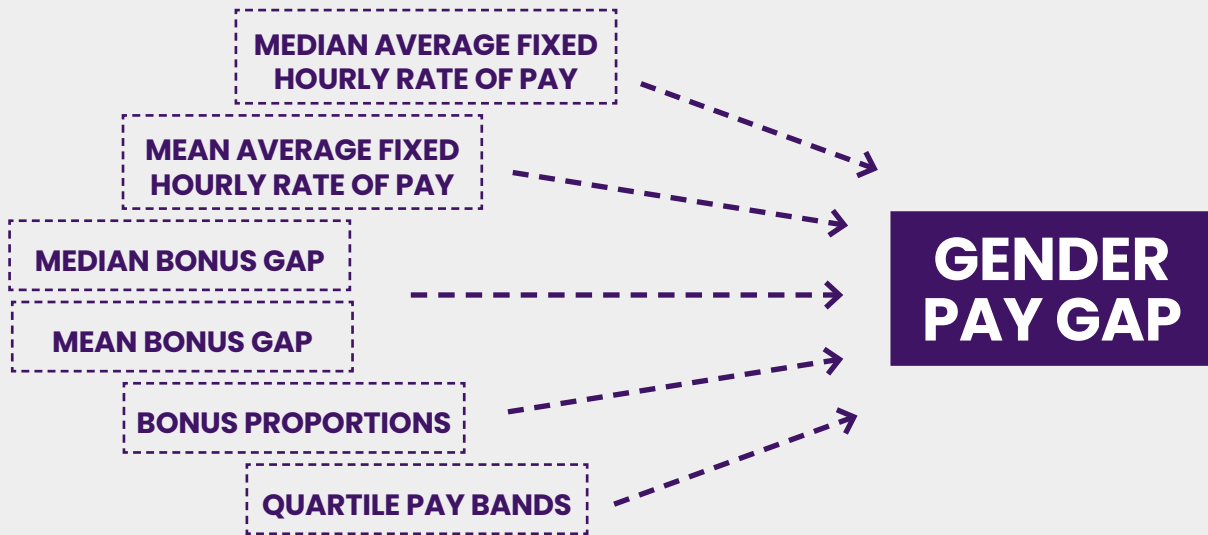 MEDIAN AVERAGE FIXED
HOURLY RATE OF PAY
MEAN AVERAGE FIXED
HOURLY RATE OF PAY
MEDIAN BONUS GAP
MEAN BONUS GAP
BONUS PROPORTIONS
QUARTILE PAY BANDS
GENDER
PAY GAP